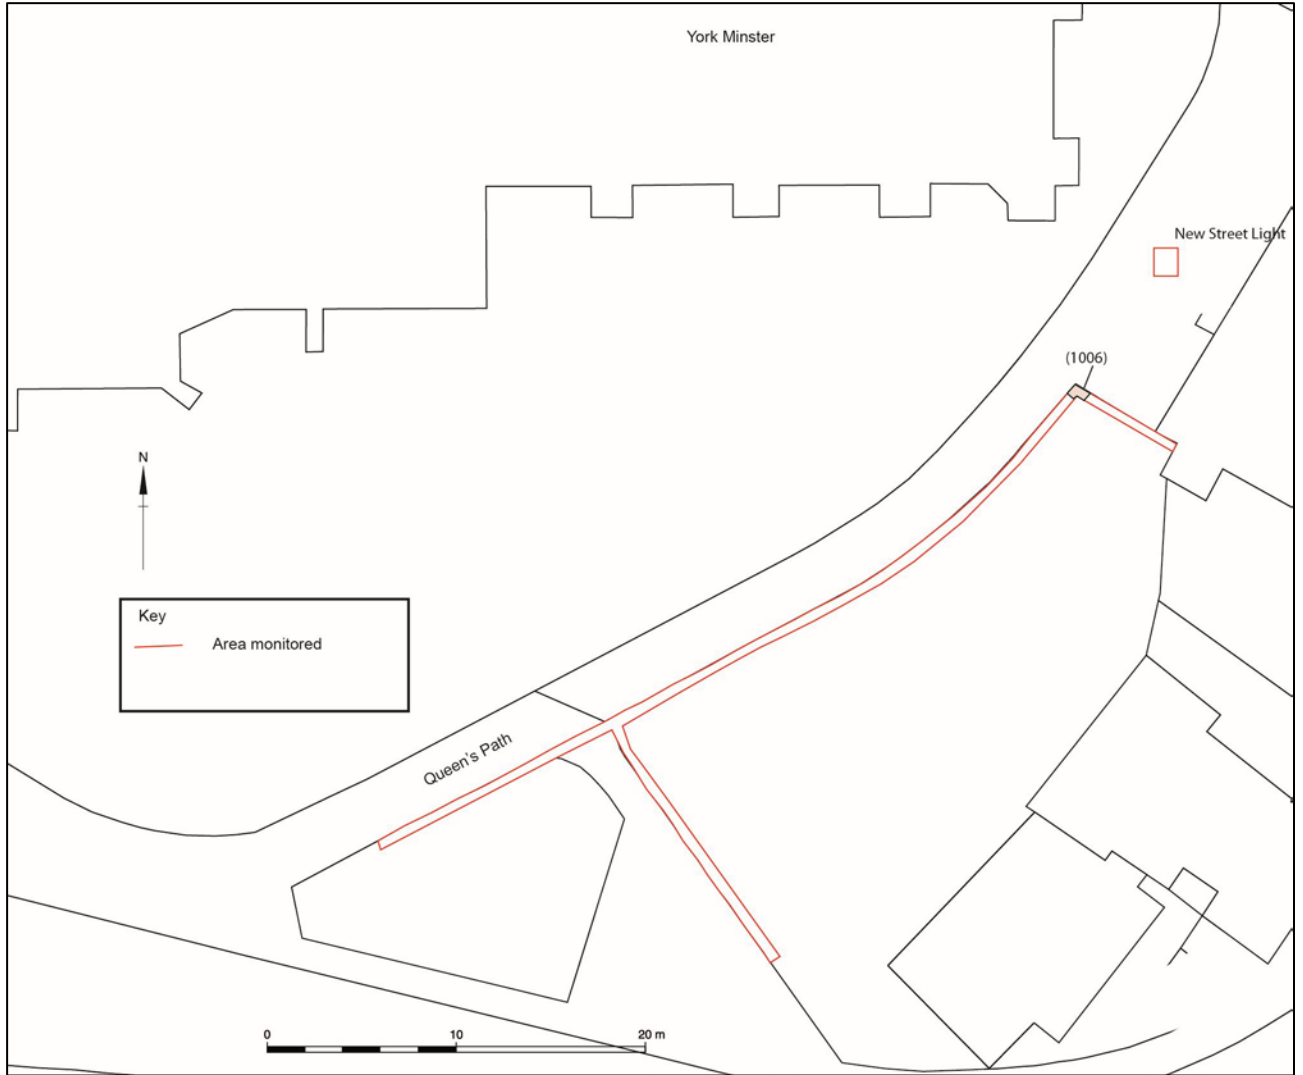 York Minster
New Street Light
(1006)
N
Key
Area monitored
Queen's Path
0 10 20 m